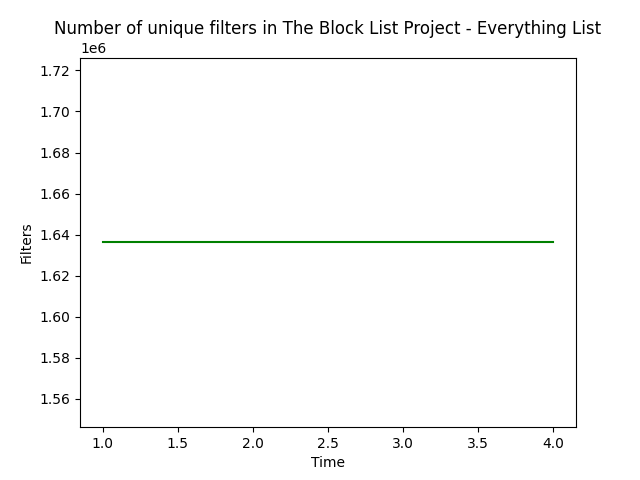 Number of unique filters in The Block List Project - Everything List
1e6
1.72
1.70
1.68
1.66
1.64
1.62
1.60
1.58
1.56
Filters
1.0 1.5 2.0 2.5 3.0 3.5 4.0
Time